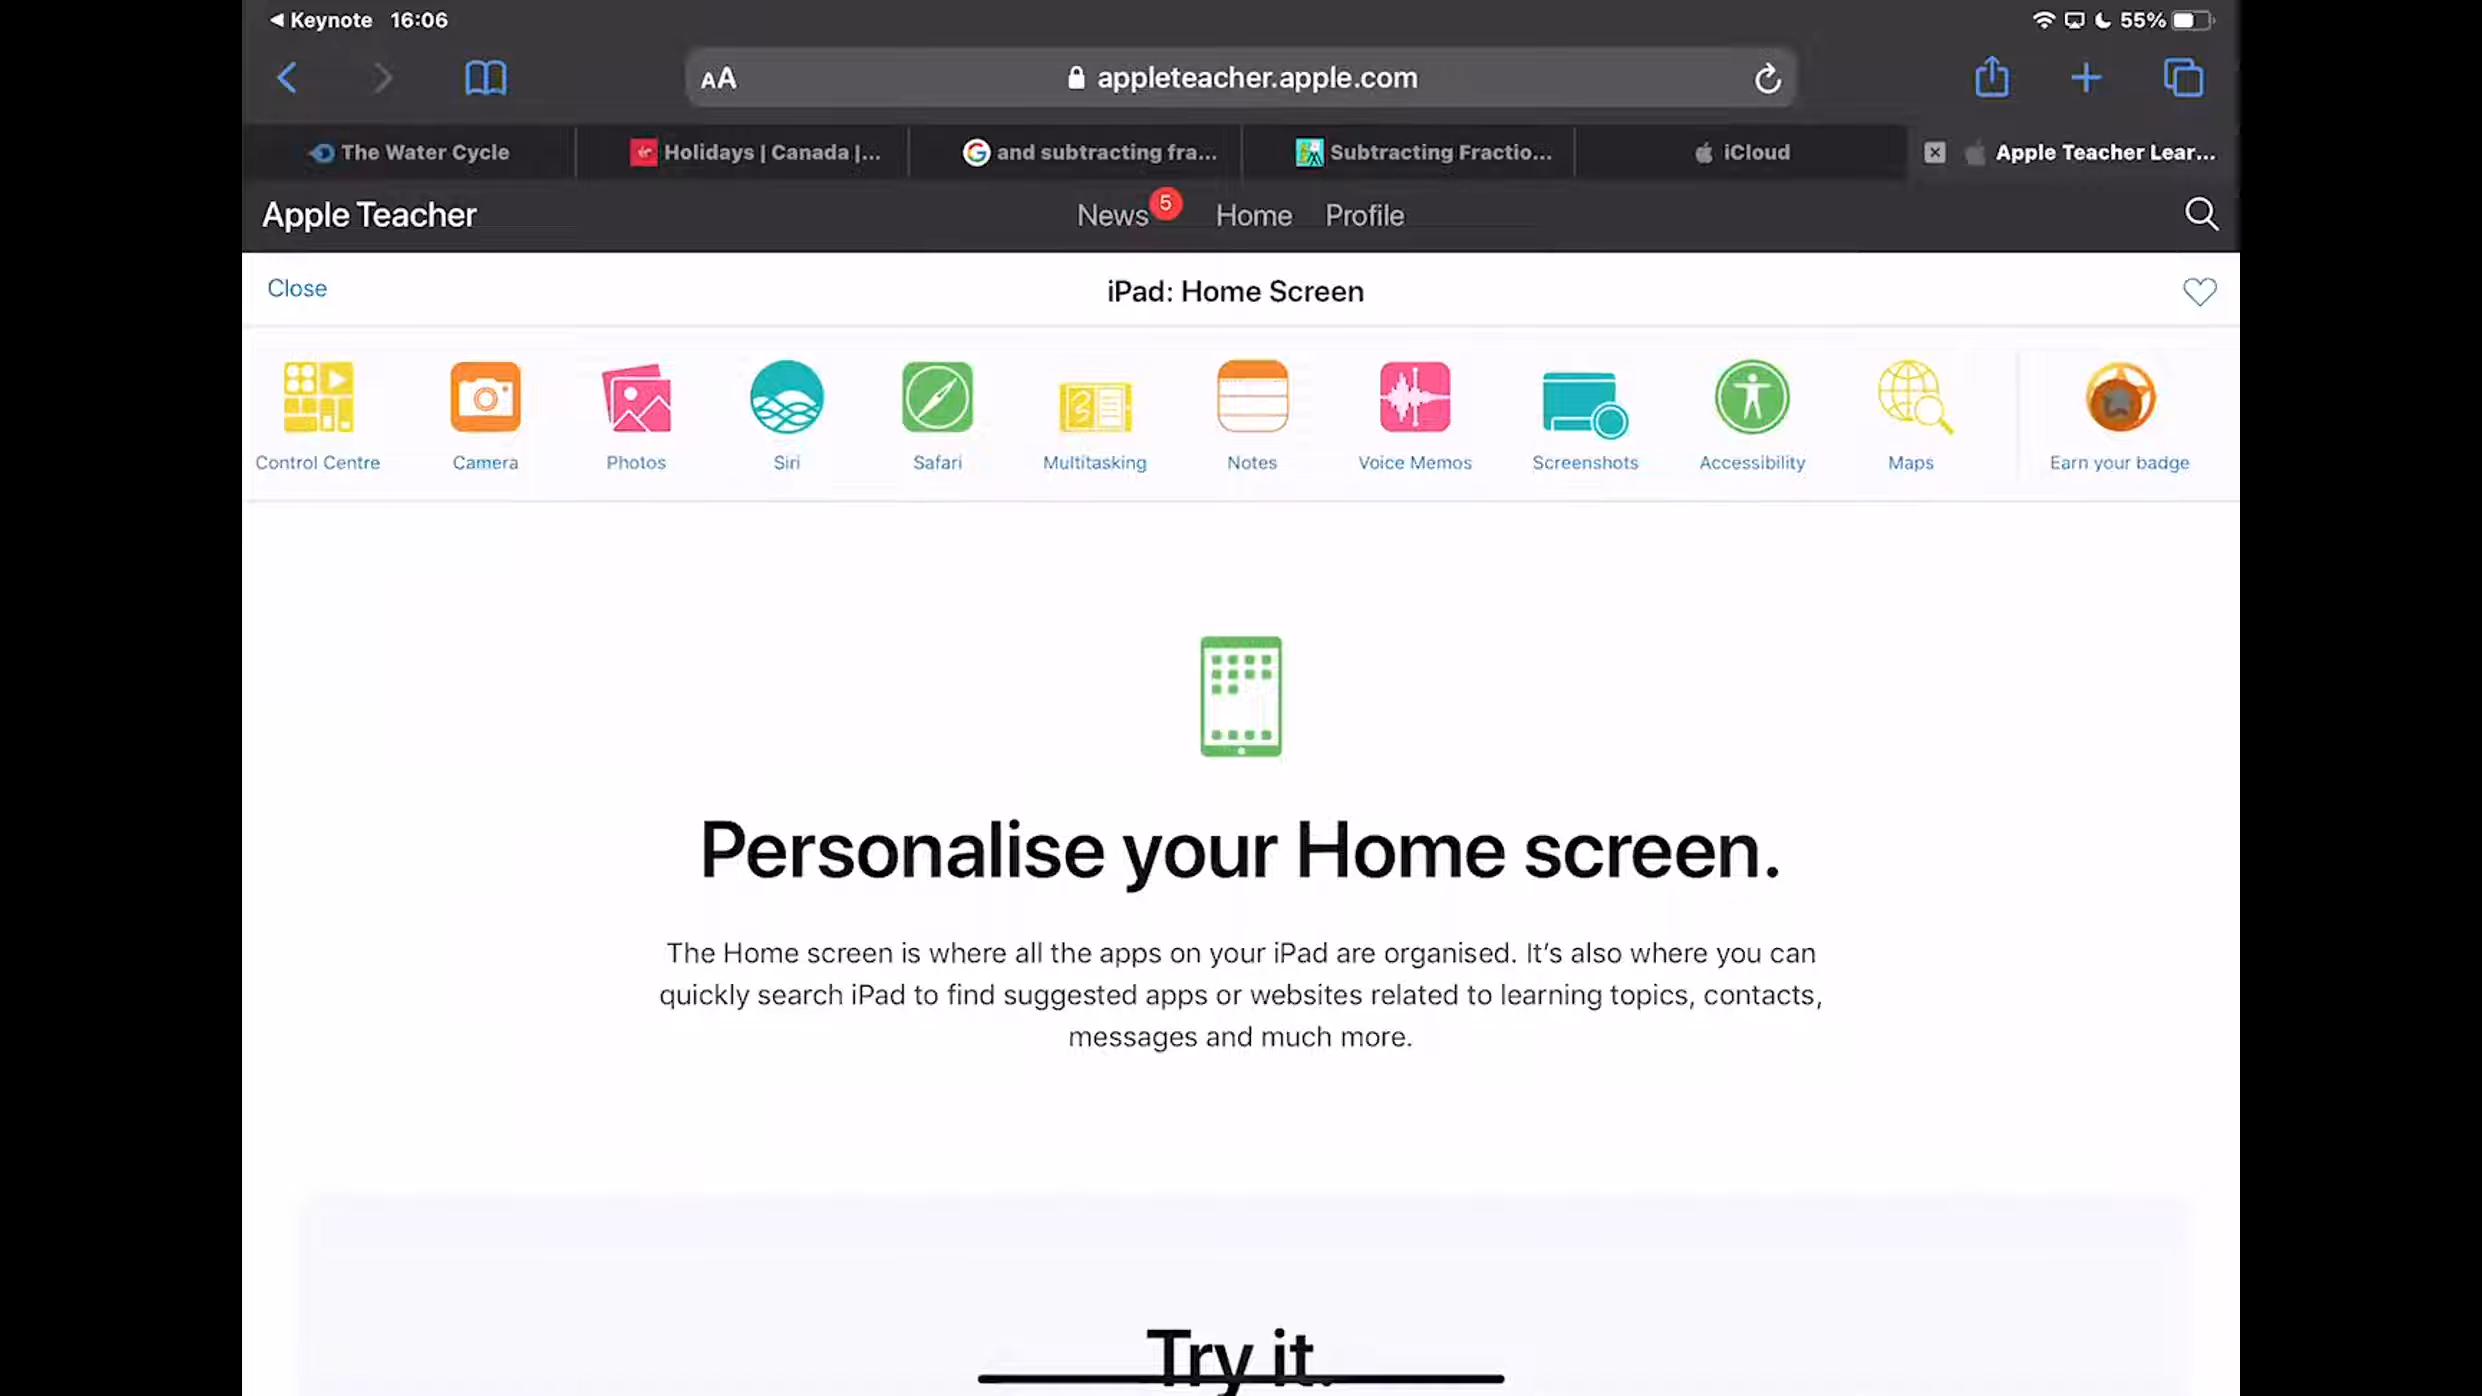 ◀ Keynote 16:06 55%
AA appleteacher.apple.com
The Water Cycle Holidays | Canada |... and subtracting fra... Subtracting Fractio... iCloud Apple Teacher Lear...
Apple Teacher News 5 Home Profile
Close iPad: Home Screen
Control Centre Camera Photos Siri Safari Multitasking Notes Voice Memos Screenshots Accessibility Maps Earn your badge
Personalise your Home screen.
The Home screen is where all the apps on your iPad are organised. It’s also where you can
quickly search iPad to find suggested apps or websites related to learning topics, contacts,
messages and much more.
Try it.